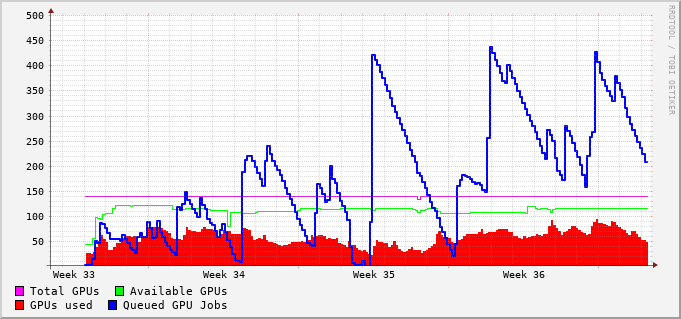 500
450
400
350
300
250
200
150
100
50
Week 33 Week 34 Week 35 Week 36
Total GPUs Available GPUs
GPUs used Queued GPU Jobs
RRDTOOL / TOBI OETIKER